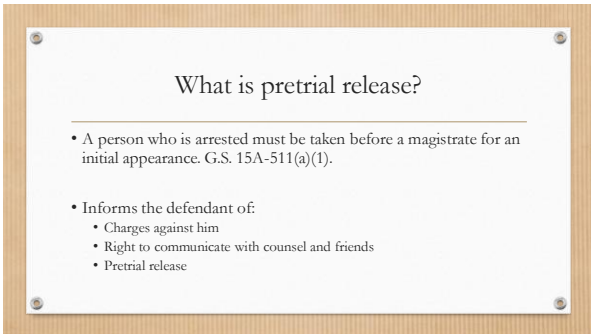 What is pretrial release?
• A person who is arrested must be taken before a magistrate for an
initial appearance. G.S. 15A-511(a)(1).
• Informs the defendant of:
• Charges against him
• Right to communicate with counsel and friends
• Pretrial release